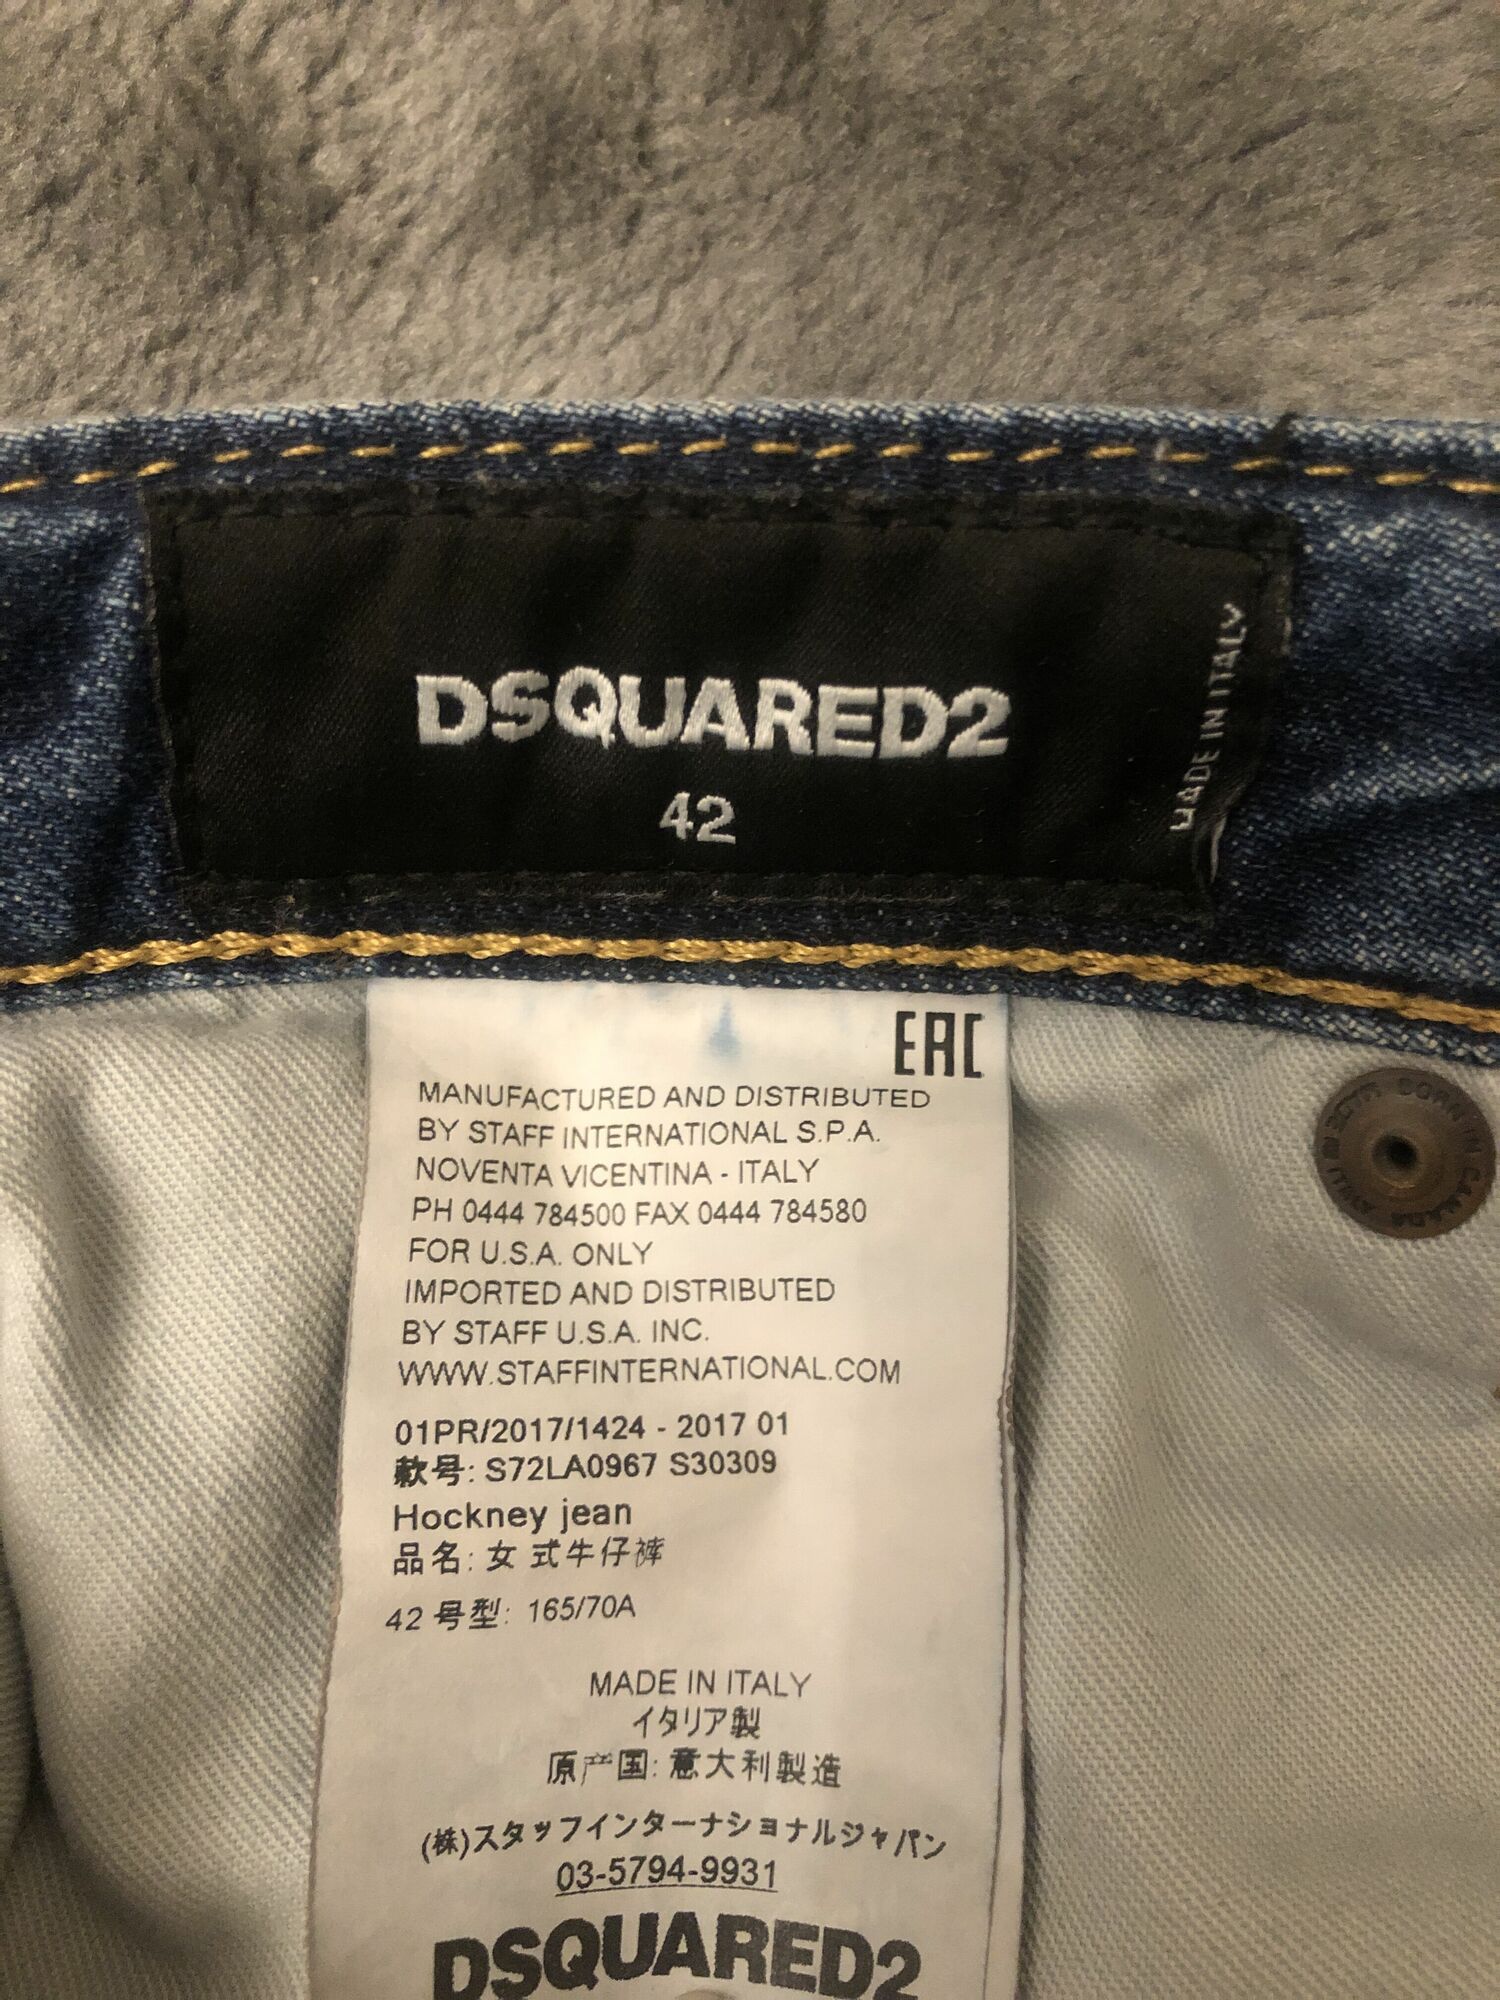 DSQUARED2
42
MADE IN ITALY
EAC
MANUFACTURED AND DISTRIBUTED
BY STAFF INTERNATIONAL S.P.A.
NOVENTA VICENTINA - ITALY
PH 0444 784500 FAX 0444 784580
FOR U.S.A. ONLY
IMPORTED AND DISTRIBUTED
BY STAFF U.S.A. INC.
WWW.STAFFINTERNATIONAL.COM
01PR/2017/1424 - 2017 01
款号: S72LA0967 S30309
Hockney jean
品名: 女 式牛仔裤
42 号型: 165/70A
MADE IN ITALY
イタリア製
原产国: 意大利製造
(株)スタッフインターナショナルジャパン
03-5794-9931
DSQUARED2
BORN IN CANADA